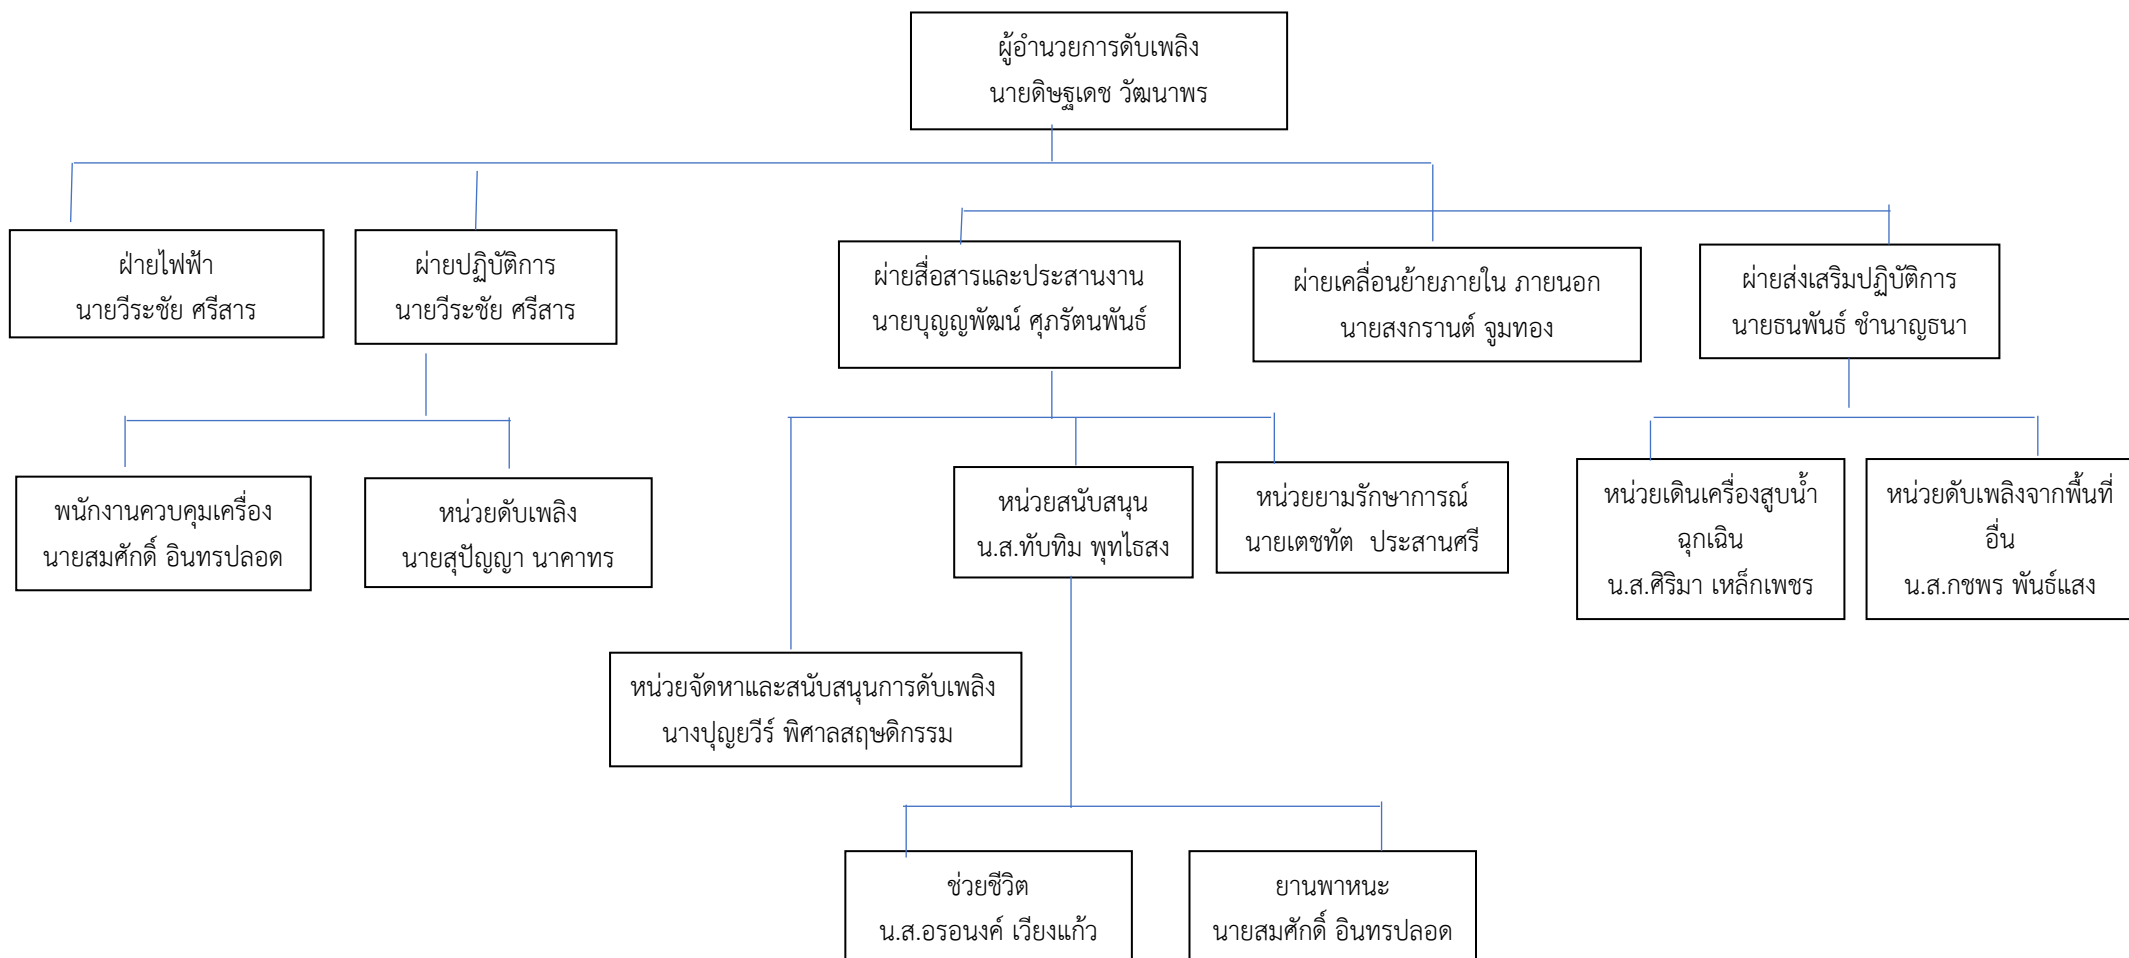 ผู้อำนวยการดับเพลิง
นายดิษฐเดช วัฒนาพร
ฝ่ายไฟฟ้า
นายวีระชัย ศรีสาร
ผ่ายปฏิบัติการ
นายวีระชัย ศรีสาร
ผ่ายสื่อสารและประสานงาน
นายบุญญพัฒน์ ศุภรัตนพันธ์
ผ่ายเคลื่อนย้ายภายใน ภายนอก
นายสงกรานต์ จูมทอง
ผ่ายส่งเสริมปฏิบัติการ
นายธนพันธ์ ชำนาญธนา
พนักงานควบคุมเครื่อง
นายสมศักดิ์ อินทรปลอด
หน่วยดับเพลิง
นายสุปัญญา นาคาทร
หน่วยสนับสนุน
น.ส.ทับทิม พุทไธสง
หน่วยยามรักษาการณ์
นายเตชทัต  ประสานศรี
หน่วยเดินเครื่องสูบน้ำ
ฉุกเฉิน
น.ส.ศิริมา เหล็กเพชร
หน่วยดับเพลิงจากพื้นที่
อื่น
น.ส.กชพร พันธ์แสง
หน่วยจัดหาและสนับสนุนการดับเพลิง
นางปุญยวีร์ พิศาลสฤษดิกรรม
ช่วยชีวิต
น.ส.อรอนงค์ เวียงแก้ว
ยานพาหนะ
นายสมศักดิ์ อินทรปลอด